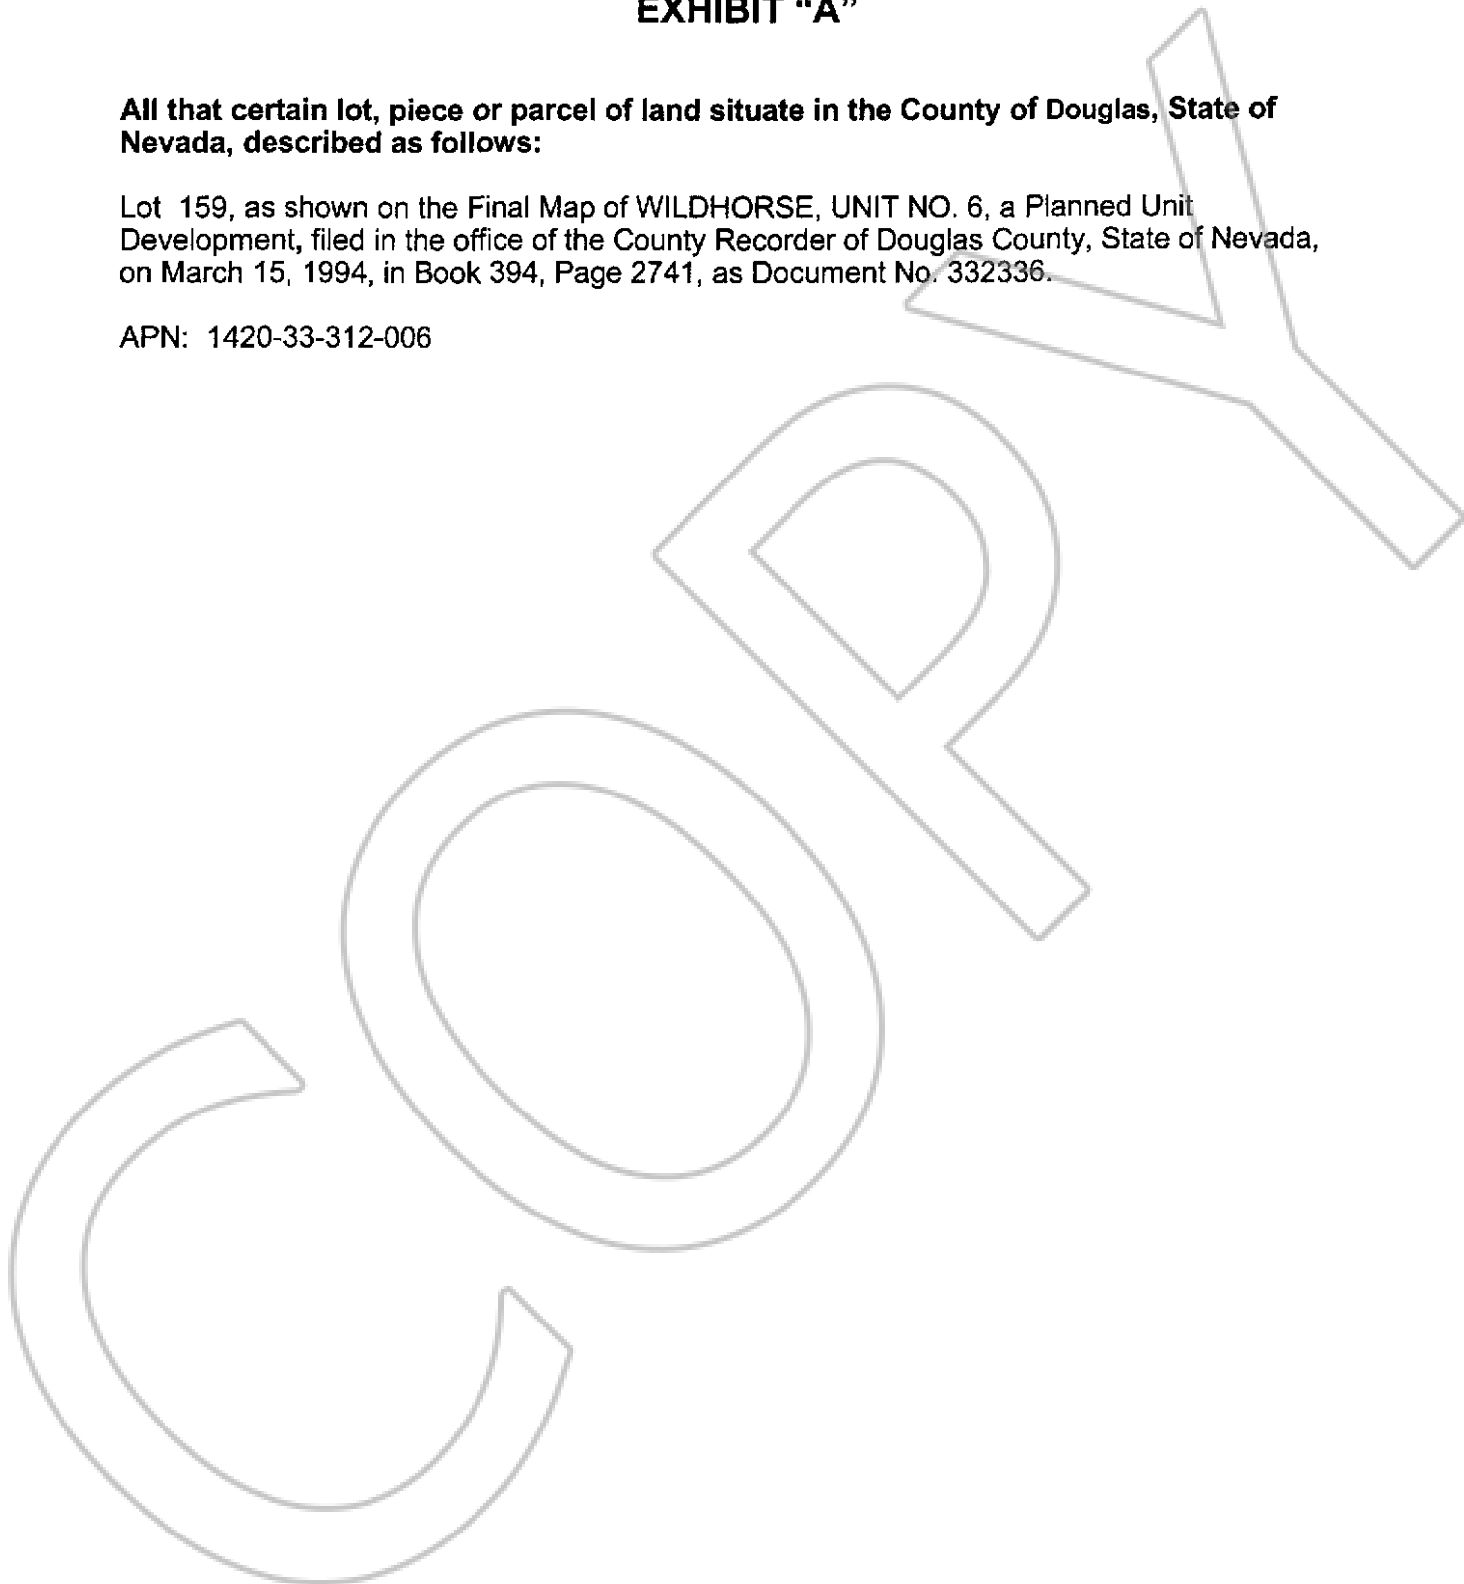 EXHIBIT “A”
All that certain lot, piece or parcel of land situate in the County of Douglas, State of
Nevada, described as follows:
Lot 159, as shown on the Final Map of WILDHORSE, UNIT NO. 6, a Planned Unit
Development, filed in the office of the County Recorder of Douglas County, State of Nevada,
on March 15, 1994, in Book 394, Page 2741, as Document No. 332336.
APN: 1420-33-312-006
COPY